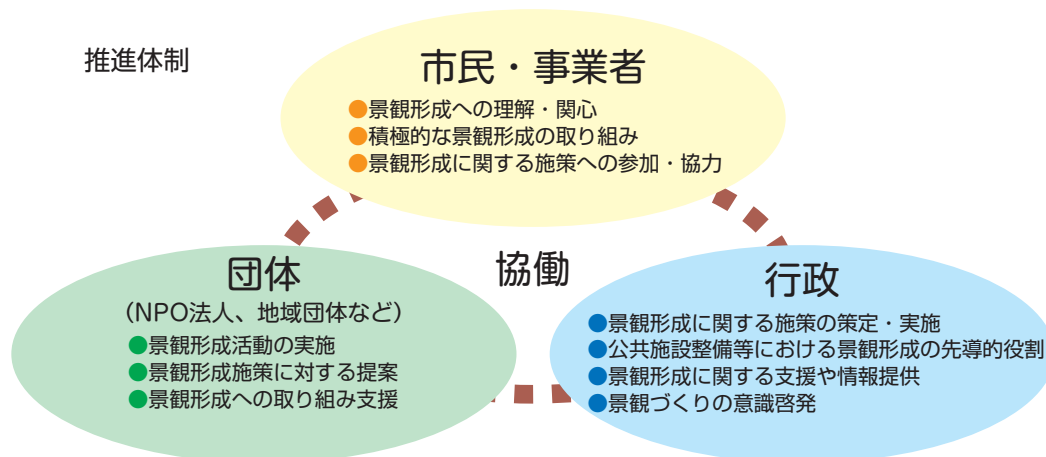 推進体制
市民・事業者
●景観形成への理解・関心
●積極的な景観形成の取り組み
●景観形成に関する施策への参加・協力
協働
団体
（NPO法人、地域団体など）
●景観形成活動の実施
●景観形成施策に対する提案
●景観形成への取り組み支援
行政
●景観形成に関する施策の策定・実施
●公共施設整備等における景観形成の先導的役割
●景観形成に関する支援や情報提供
●景観づくりの意識啓発